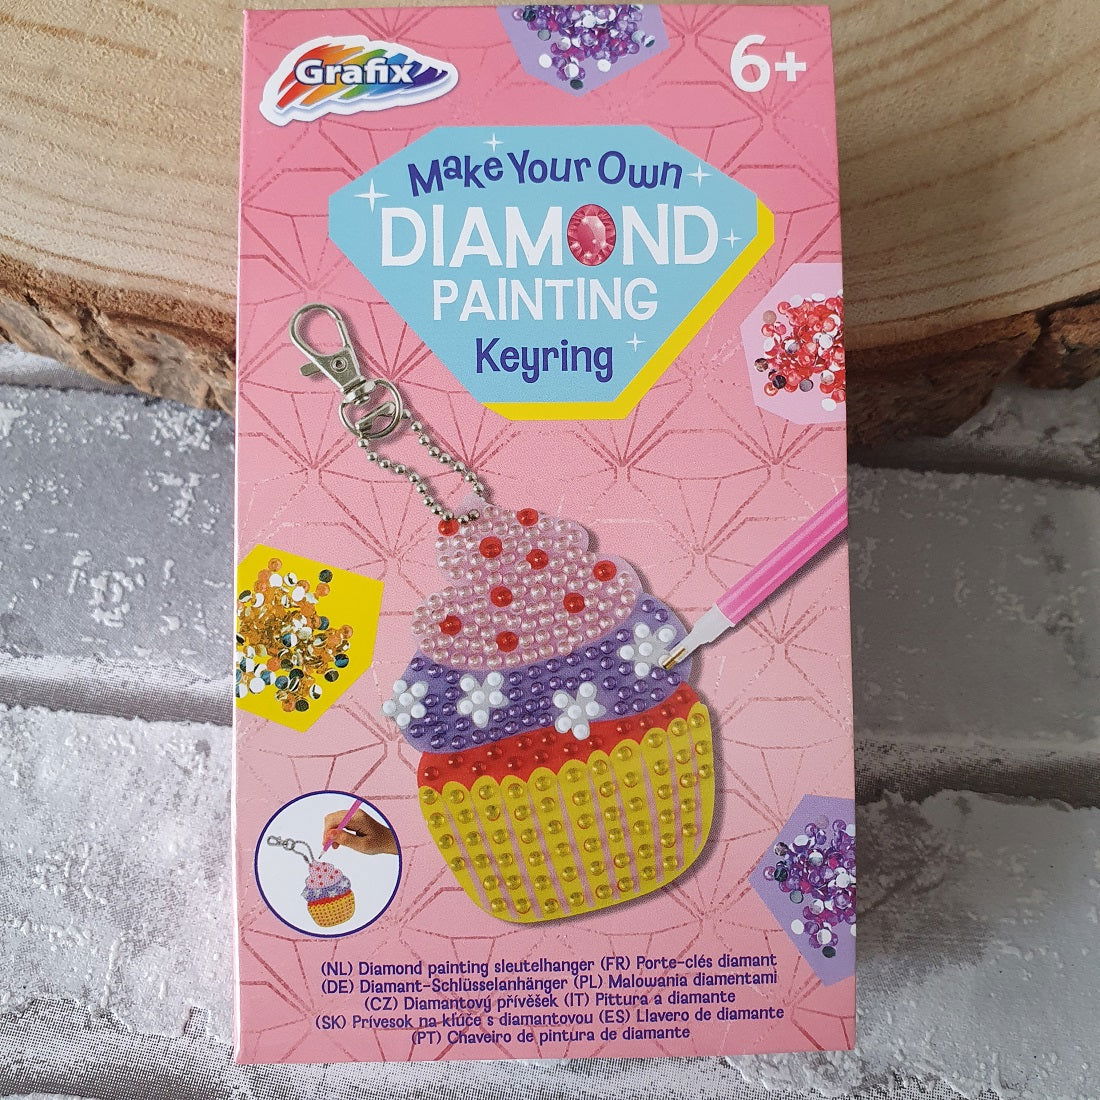 Grafix
6+
Make Your Own
DIAMOND
PAINTING
Keyring
(NL) Diamond painting sleutelhanger (FR) Porte-clés diamant
(DE) Diamant-Schlüsselanhänger (PL) Malowania diamentami
(CZ) Diamantový přívěšek (IT) Pittura a diamante
(SK) Prívesok na kľúče s diamantovou (ES) Llavero de diamante
(PT) Chaveiro de pintura de diamante